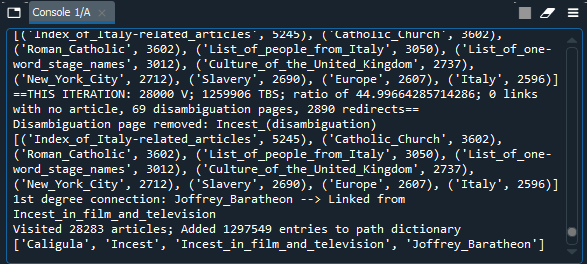 Console 1/A
[('Index_of_Italy-related_articles', 5245), ('Catholic_Church', 3602),
('Roman_Catholic', 3602), ('List_of_people_from_Italy', 3050), ('List_of_one-
word_stage_names', 3012), ('Culture_of_the_United_Kingdom', 2737),
('New_York_City', 2712), ('Slavery', 2690), ('Europe', 2607), ('Italy', 2596)]
==THIS ITERATION: 28000 V; 1259906 TBS; ratio of 44.99664285714286; 0 links
with no article, 69 disambiguation pages, 2890 redirects==
Disambiguation page removed: Incest_(disambiguation)
[('Index_of_Italy-related_articles', 5245), ('Catholic_Church', 3602),
('Roman_Catholic', 3602), ('List_of_people_from_Italy', 3050), ('List_of_one-
word_stage_names', 3012), ('Culture_of_the_United_Kingdom', 2737),
('New_York_City', 2712), ('Slavery', 2690), ('Europe', 2607), ('Italy', 2596)]
1st degree connection: Joffrey_Baratheon --> Linked from
Incest_in_film_and_television
Visited 28283 articles; Added 1297549 entries to path dictionary
['Caligula', 'Incest', 'Incest_in_film_and_television', 'Joffrey_Baratheon']